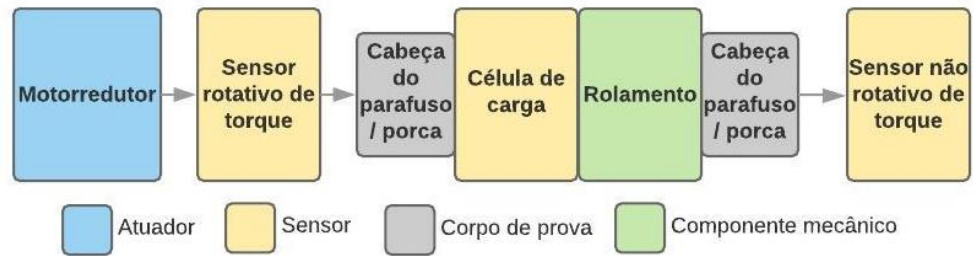 Motorredutor
Sensor
rotativo de
torque
Cabeça
do
parafuso
/ porca
Célula de
carga
Rolamento
Cabeça
do
parafuso
/ porca
Sensor não
rotativo de
torque
Atuador
Sensor
Corpo de prova
Componente mecânico